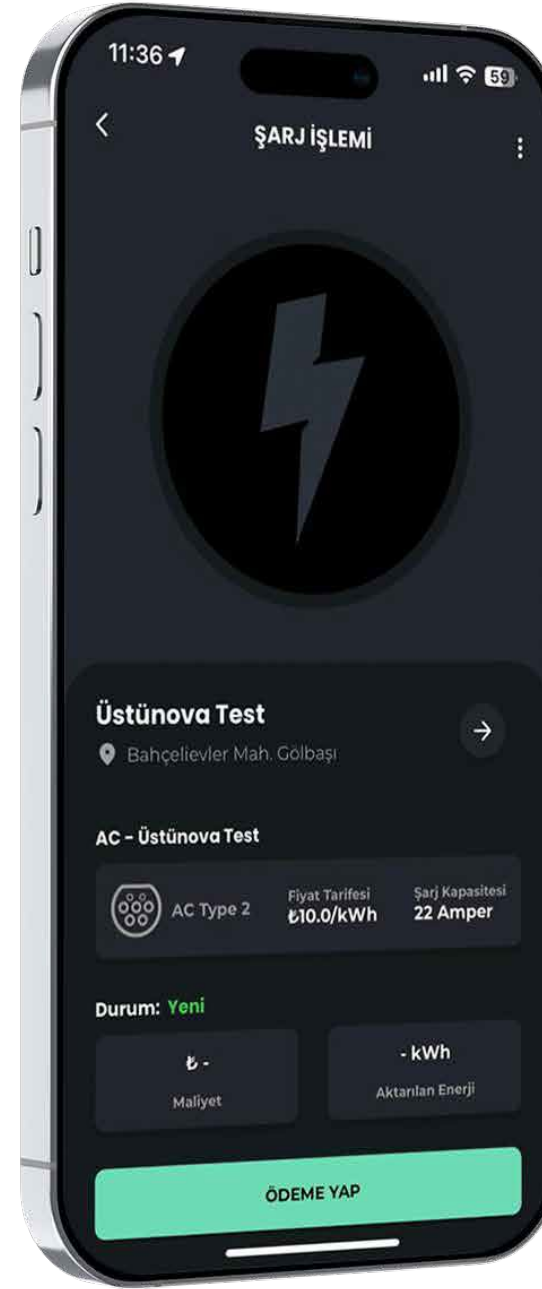 11:36
59
ŞARJ İŞLEMİ
Üstünova Test
Bahçelievler Mah. Gölbaşı
AC - Üstünova Test
AC Type 2
Fiyat Tarifesi
₺10.0/kWh
Şarj Kapasitesi
22 Amper
Durum: Yeni
₺ -
Maliyet
- kWh
Aktarılan Enerji
ÖDEME YAP